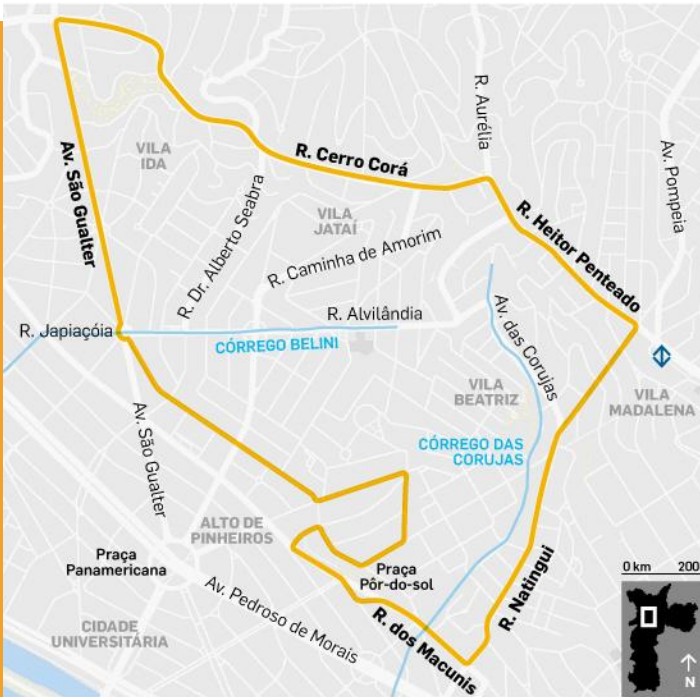 R. Aurélia
Av. Pompeia
Av. São Gualter
VILA
IDA
R. Cerro Corá
VILA
JATAÍ
R. Heitor Penteado
R. Dr. Alberto Seabra
R. Caminha de Amorim
R. Japiaçóia
R. Alvilândia
CÓRREGO BELINI
Av. das Corujas
VILA
BEATRIZ
VILA
MADALENA
Av. São Gualter
CÓRREGO DAS
CORUJAS
ALTO DE
PINHEIROS
Praça
Panamericana
Praça
Pôr-do-sol
R. Natingui
Av. Pedroso de Morais
R. dos Macunis
CIDADE
UNIVERSITÁRIA
0 km 200
N